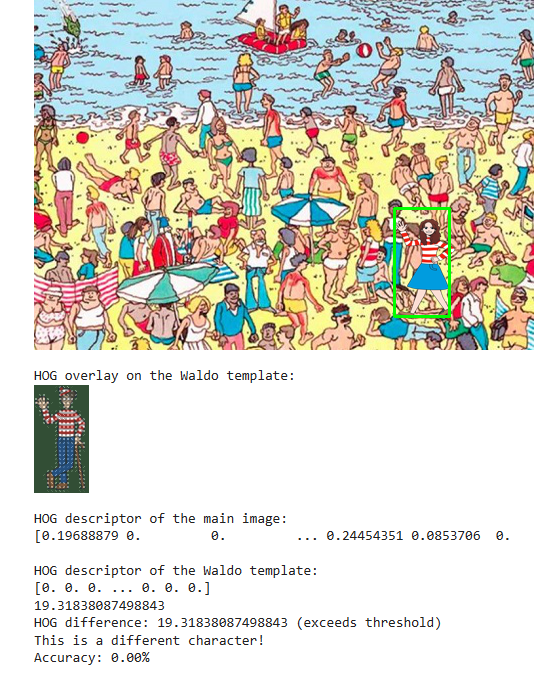 HOG overlay on the Waldo template:
HOG descriptor of the main image:
[0.19688879 0. 0. ... 0.24454351 0.0853706 0.
HOG descriptor of the Waldo template:
[0. 0. 0. ... 0. 0. 0.]
19.31838087498843
HOG difference: 19.31838087498843 (exceeds threshold)
This is a different character!
Accuracy: 0.00%